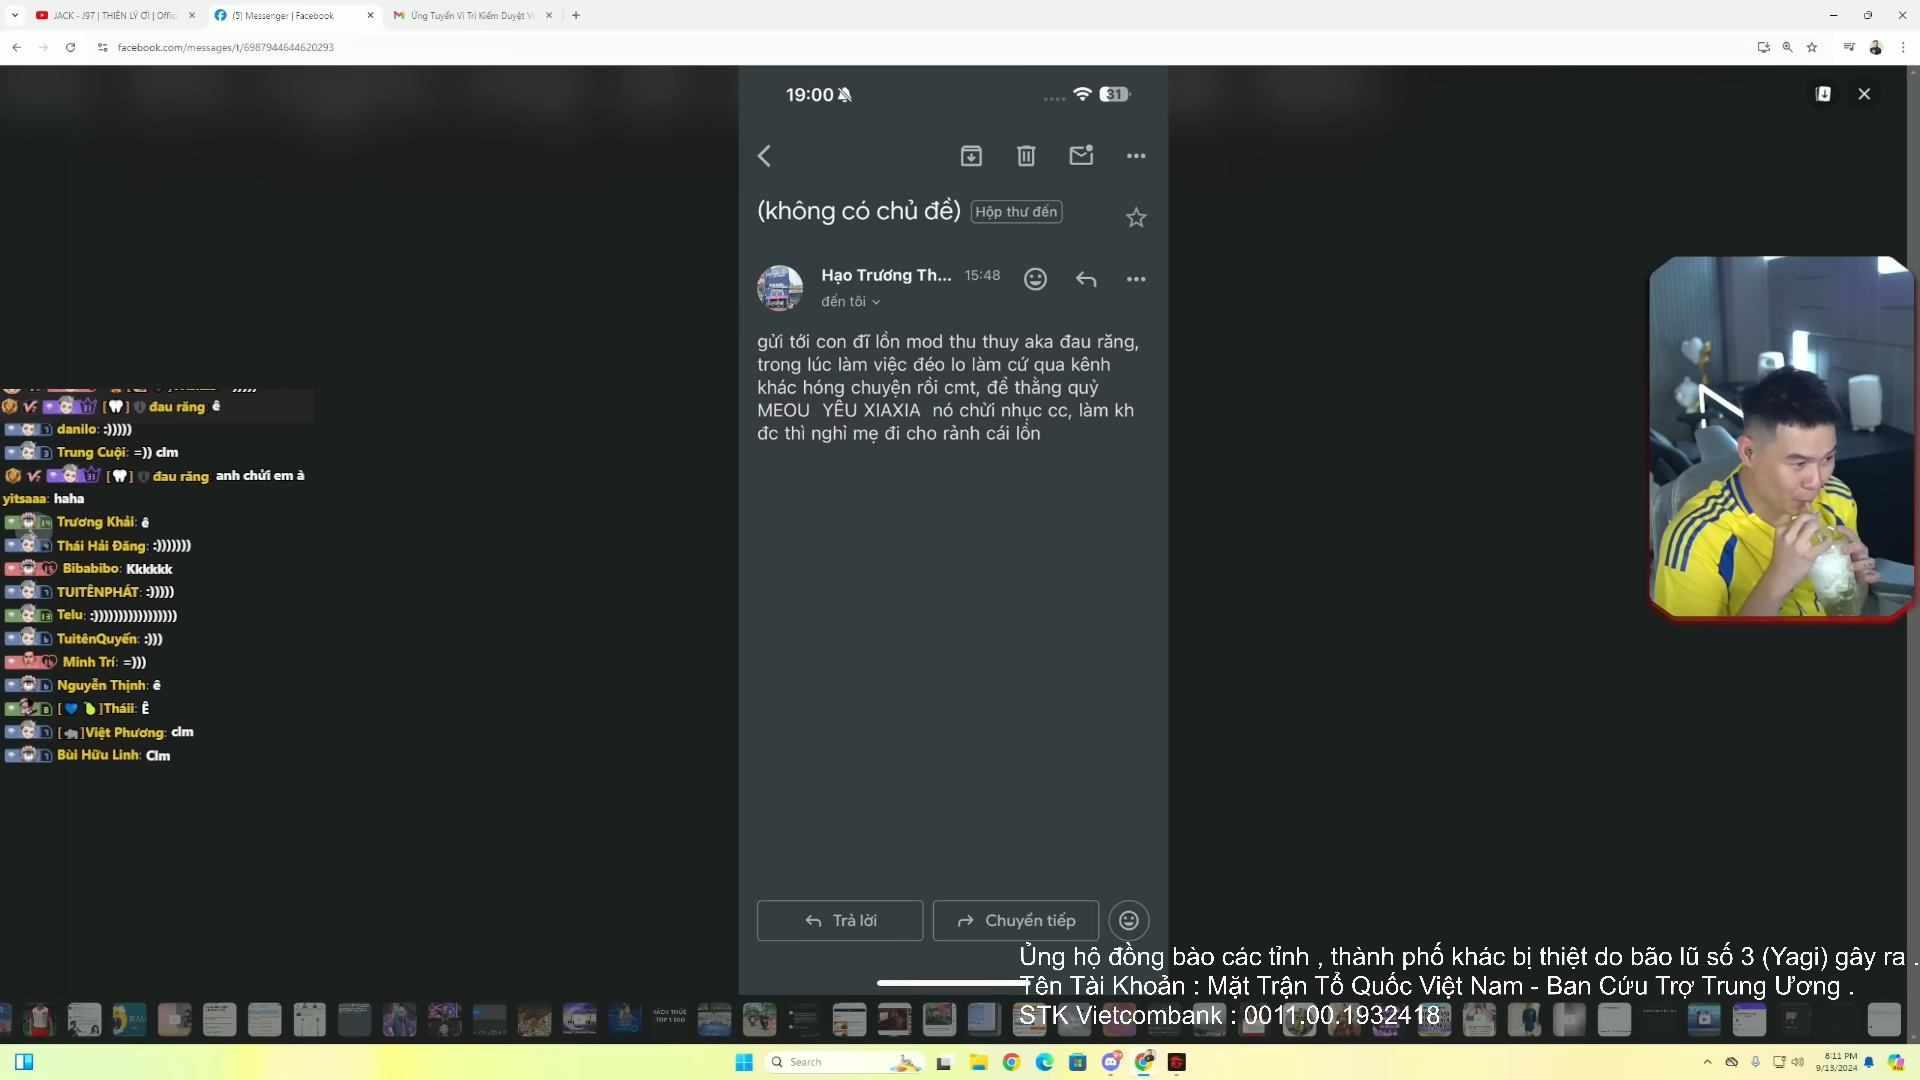 JACK - J97 | THIÊN LÝ ƠI | Offic
(5) Messenger | Facebook
Ứng Tuyển Vị Trí Kiểm Duyệt Vi
facebook.com/messages/t/6987944644620293
19:00
31
(không có chủ đề)
Hộp thư đến
Hạo Trương Th...
15:48
đến tôi
gửi tới con đĩ lồn mod thu thuy aka đau răng,
trong lúc làm việc đéo lo làm cứ qua kênh
khác hóng chuyện rồi cmt, để thằng quỷ
MEOU YÊU XIAXIA nó chửi nhục cc, làm kh
đc thì nghỉ mẹ đi cho rảnh cái lồn
đau răng: ê
danilo: :)))))
Trung Cuội: =)) clm
đau răng: anh chửi em à
yitsaaa: haha
Trương Khải: ê
Thái Hải Đăng: :)))))))
Bibabibo: Kkkkkk
TUITÊNPHÁT: :)))))
Telu: :)))))))))))))))))
TuitênQuyến: :)))
Minh Trí: =)))
Nguyễn Thịnh: ê
[💙🍐]Tháii: Ê
[🦏]Việt Phương: clm
Bùi Hữu Linh: Clm
Trả lời
Chuyển tiếp
Ủng hộ đồng bào các tỉnh , thành phố khác bị thiệt do bão lũ số 3 (Yagi) gây ra .
Tên Tài Khoản : Mặt Trận Tổ Quốc Việt Nam - Ban Cứu Trợ Trung Ương .
STK Vietcombank : 0011.00.1932418
Search
8:11 PM
9/13/2024